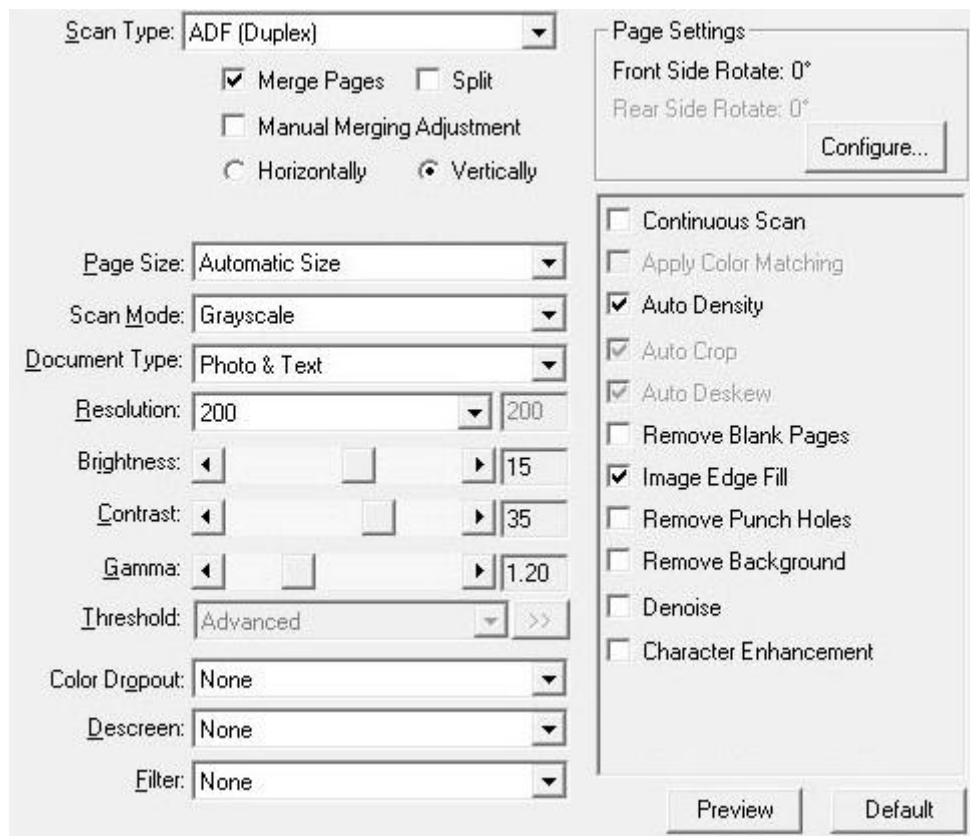 Scan Type: ADF (Duplex)
Merge Pages Split
Manual Merging Adjustment
Horizontally Vertically
Page Size: Automatic Size
Scan Mode: Grayscale
Document Type: Photo & Text
Resolution: 200 200
Brightness: 15
Contrast: 35
Gamma: 1.20
Threshold: Advanced >>
Color Dropout: None
Descreen: None
Filter: None
Page Settings
Front Side Rotate: 0°
Rear Side Rotate: 0°
Configure...
Continuous Scan
Apply Color Matching
Auto Density
Auto Crop
Auto Deskew
Remove Blank Pages
Image Edge Fill
Remove Punch Holes
Remove Background
Denoise
Character Enhancement
Preview Default